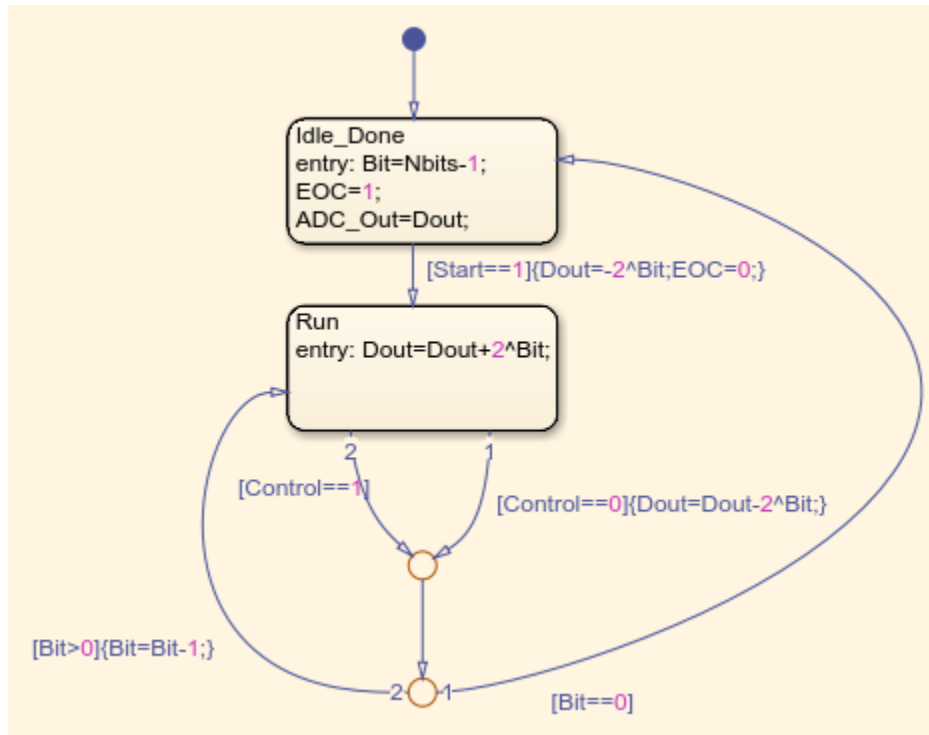 Idle_Done
entry: Bit=Nbits-1;
EOC=1;
ADC_Out=Dout;
[Start==1]{Dout=-2^Bit;EOC=0;}
Run
entry: Dout=Dout+2^Bit;
2
1
[Control==1]
[Control==0]{Dout=Dout-2^Bit;}
[Bit>0]{Bit=Bit-1;}
2
1
[Bit==0]